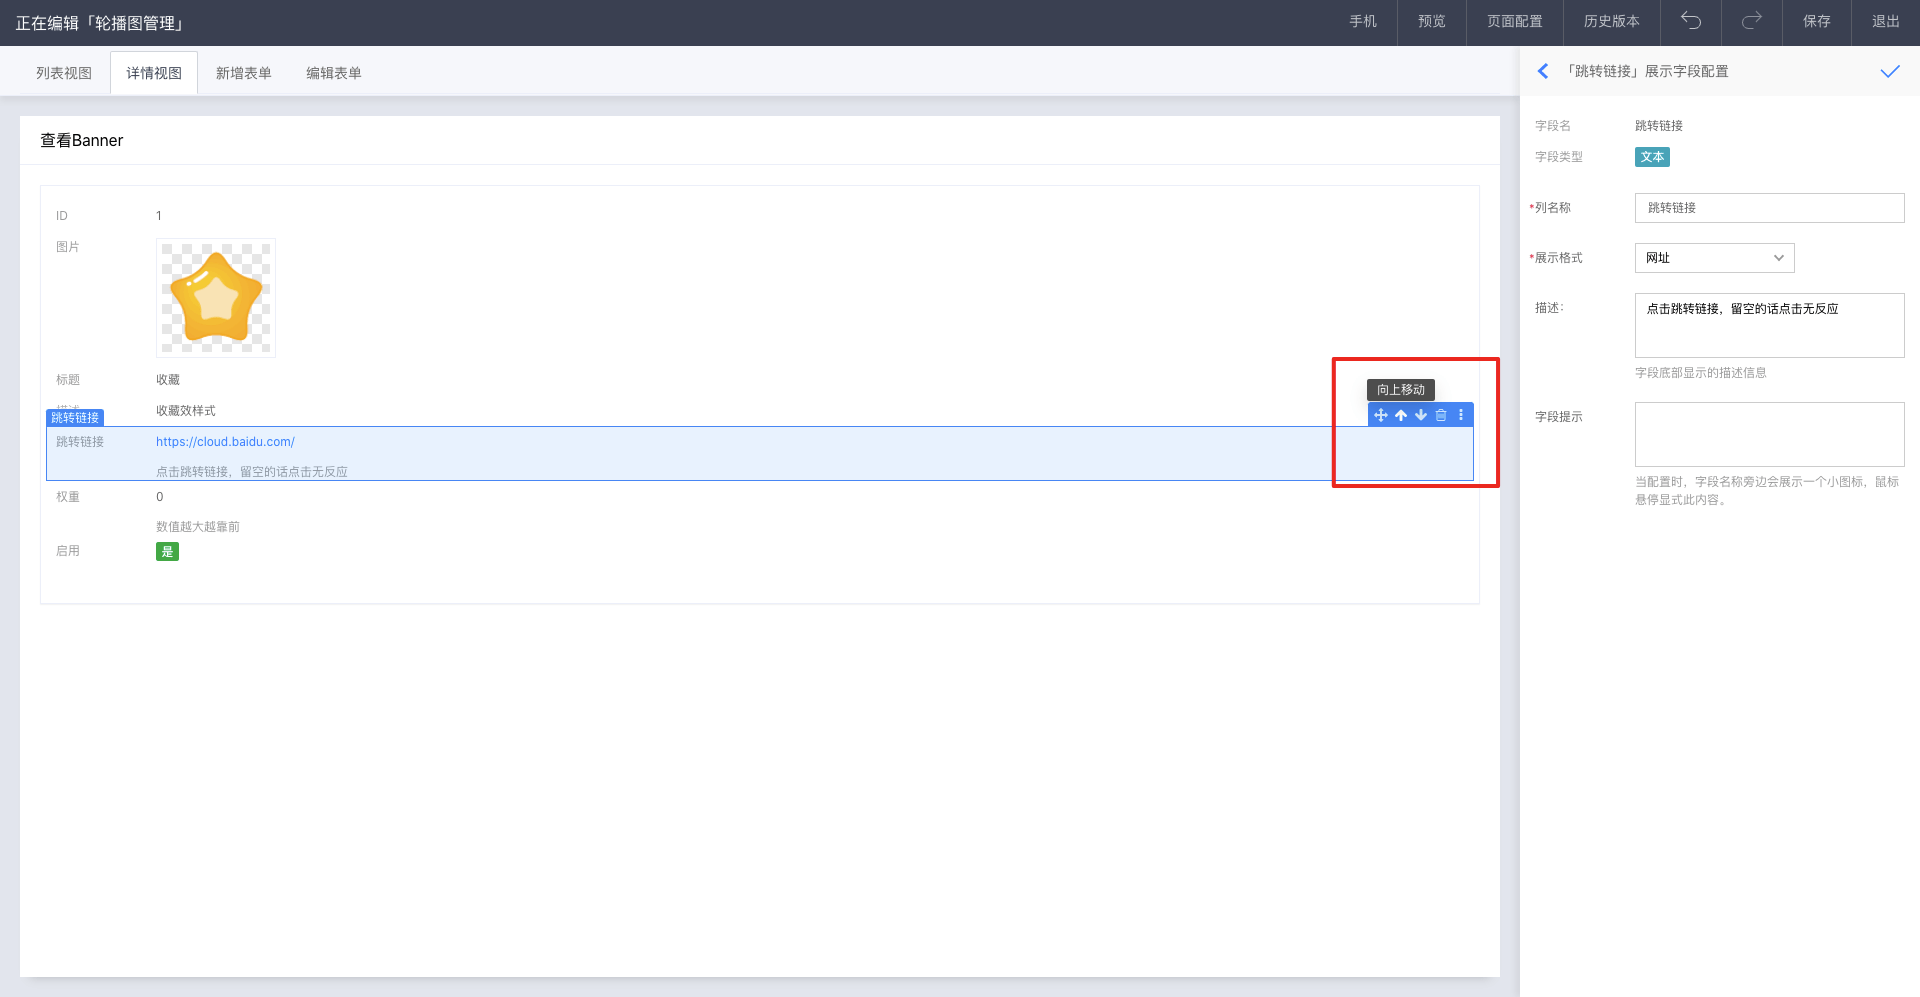 正在编辑「轮播图管理」
手机 预览 页面配置 历史版本 保存 退出
列表视图 详情视图 新增表单 编辑表单
查看Banner
ID 1
图片
标题 收藏
描述 收藏效样式
向上移动
跳转链接
跳转链接 https://cloud.baidu.com/
点击跳转链接，留空的话点击无反应
权重 0
数值越大越靠前
启用 是
「跳转链接」展示字段配置
字段名 跳转链接
字段类型 文本
*列名称 跳转链接
*展示格式 网址
描述： 点击跳转链接，留空的话点击无反应
字段底部显示的描述信息
字段提示
当配置时，字段名称旁边会展示一个小图标，鼠标
悬停显式此内容。